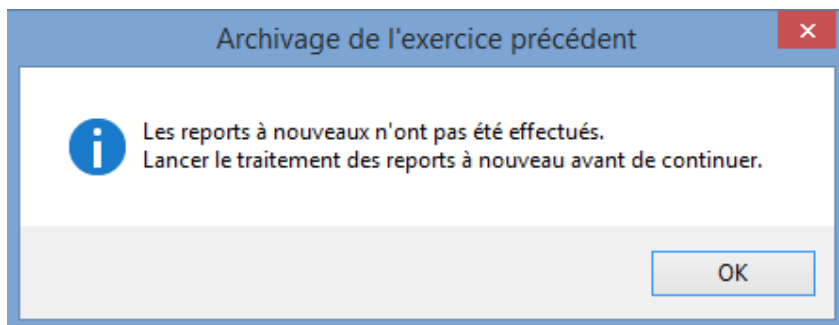 Archivage de l'exercice précédent
Les reports à nouveaux n'ont pas été effectués.
Lancer le traitement des reports à nouveau avant de continuer.
OK